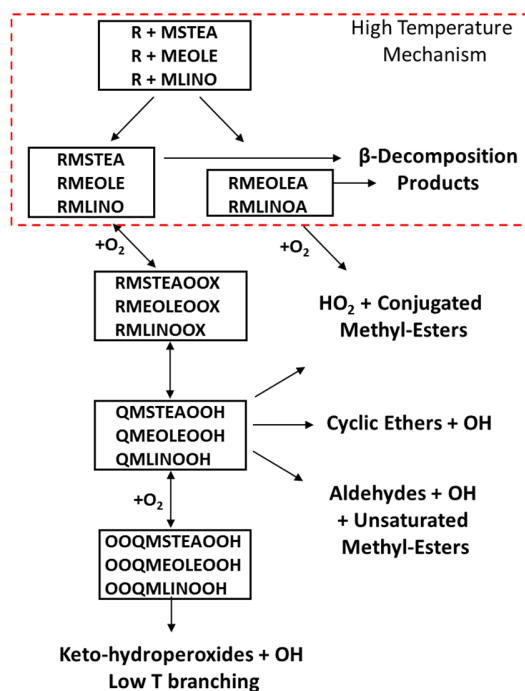 High Temperature
Mechanism
R + MSTEA
R + MEOLE
R + MLINO
RMSTEA
RMEOLE
RMLINO
RMEOLEA
RMLINOA
β-Decomposition
Products
+O₂
+O₂
RMSTEAOOX
RMEOLEOOX
RMLINOOX
HO₂ + Conjugated
Methyl-Esters
QMSTEAOOH
QMEOLEOOH
QMLINOOH
Cyclic Ethers + OH
+O₂
Aldehydes + OH
+ Unsaturated
Methyl-Esters
OOQMSTEAOOH
OOQMEOLEOOH
OOQMLINOOH
Keto-hydroperoxides + OH
Low T branching